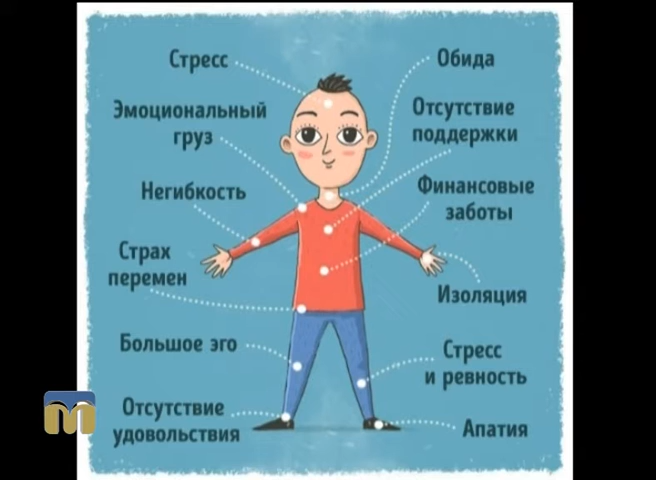 Стресс
Обида
Эмоциональный
груз
Отсутствие
поддержки
Негибкость
Финансовые
заботы
Страх
перемен
Изоляция
Большое эго
Стресс
и ревность
Отсутствие
удовольствия
Апатия